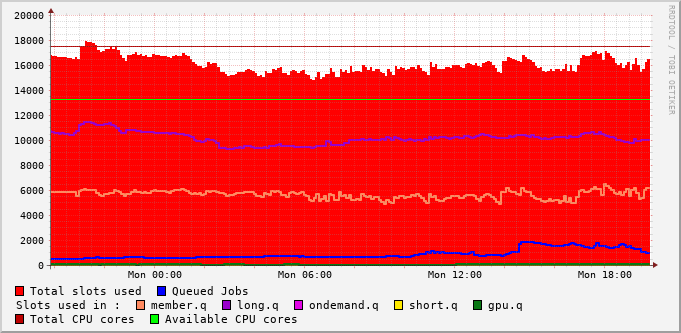 20000
18000
16000
14000
12000
10000
8000
6000
4000
2000
0
Mon 00:00 Mon 06:00 Mon 12:00 Mon 18:00
Total slots used Queued Jobs
Slots used in : member.q long.q ondemand.q short.q gpu.q
Total CPU cores Available CPU cores
RRDTOOL / TOBI OETIKER